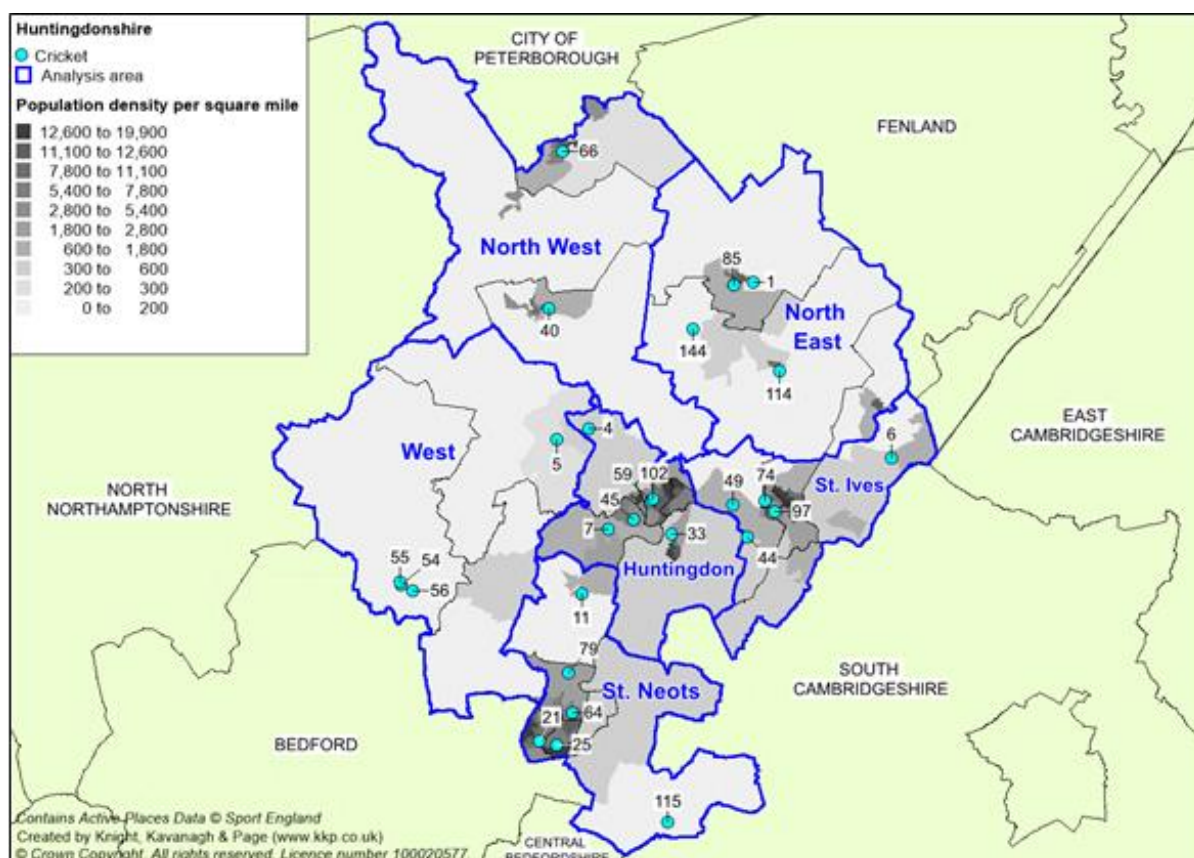 Huntingdonshire
Cricket
Analysis area
Population density per square mile
12,600 to 19,900
11,100 to 12,600
7,800 to 11,100
5,400 to 7,800
2,800 to 5,400
1,800 to 2,800
600 to 1,800
300 to 600
200 to 300
0 to 200
CITY OF
PETERBOROUGH
FENLAND
66
North West
85
1
North
East
40
144
114
EAST
CAMBRIDGESHIRE
4
West
5
6
59
102
74
49
St. Ives
NORTH
NORTHAMPTONSHIRE
45
97
7
33
44
Huntingdon
55
54
56
11
79
SOUTH
CAMBRIDGESHIRE
St. Neots
64
21
25
BEDFORD
115
CENTRAL
BEDFORDSHIRE
Contains Active Places Data © Sport England
Created by Knight, Kavanagh & Page (www.kkp.co.uk)
© Crown Copyright. All rights reserved. Licence number 100020577.